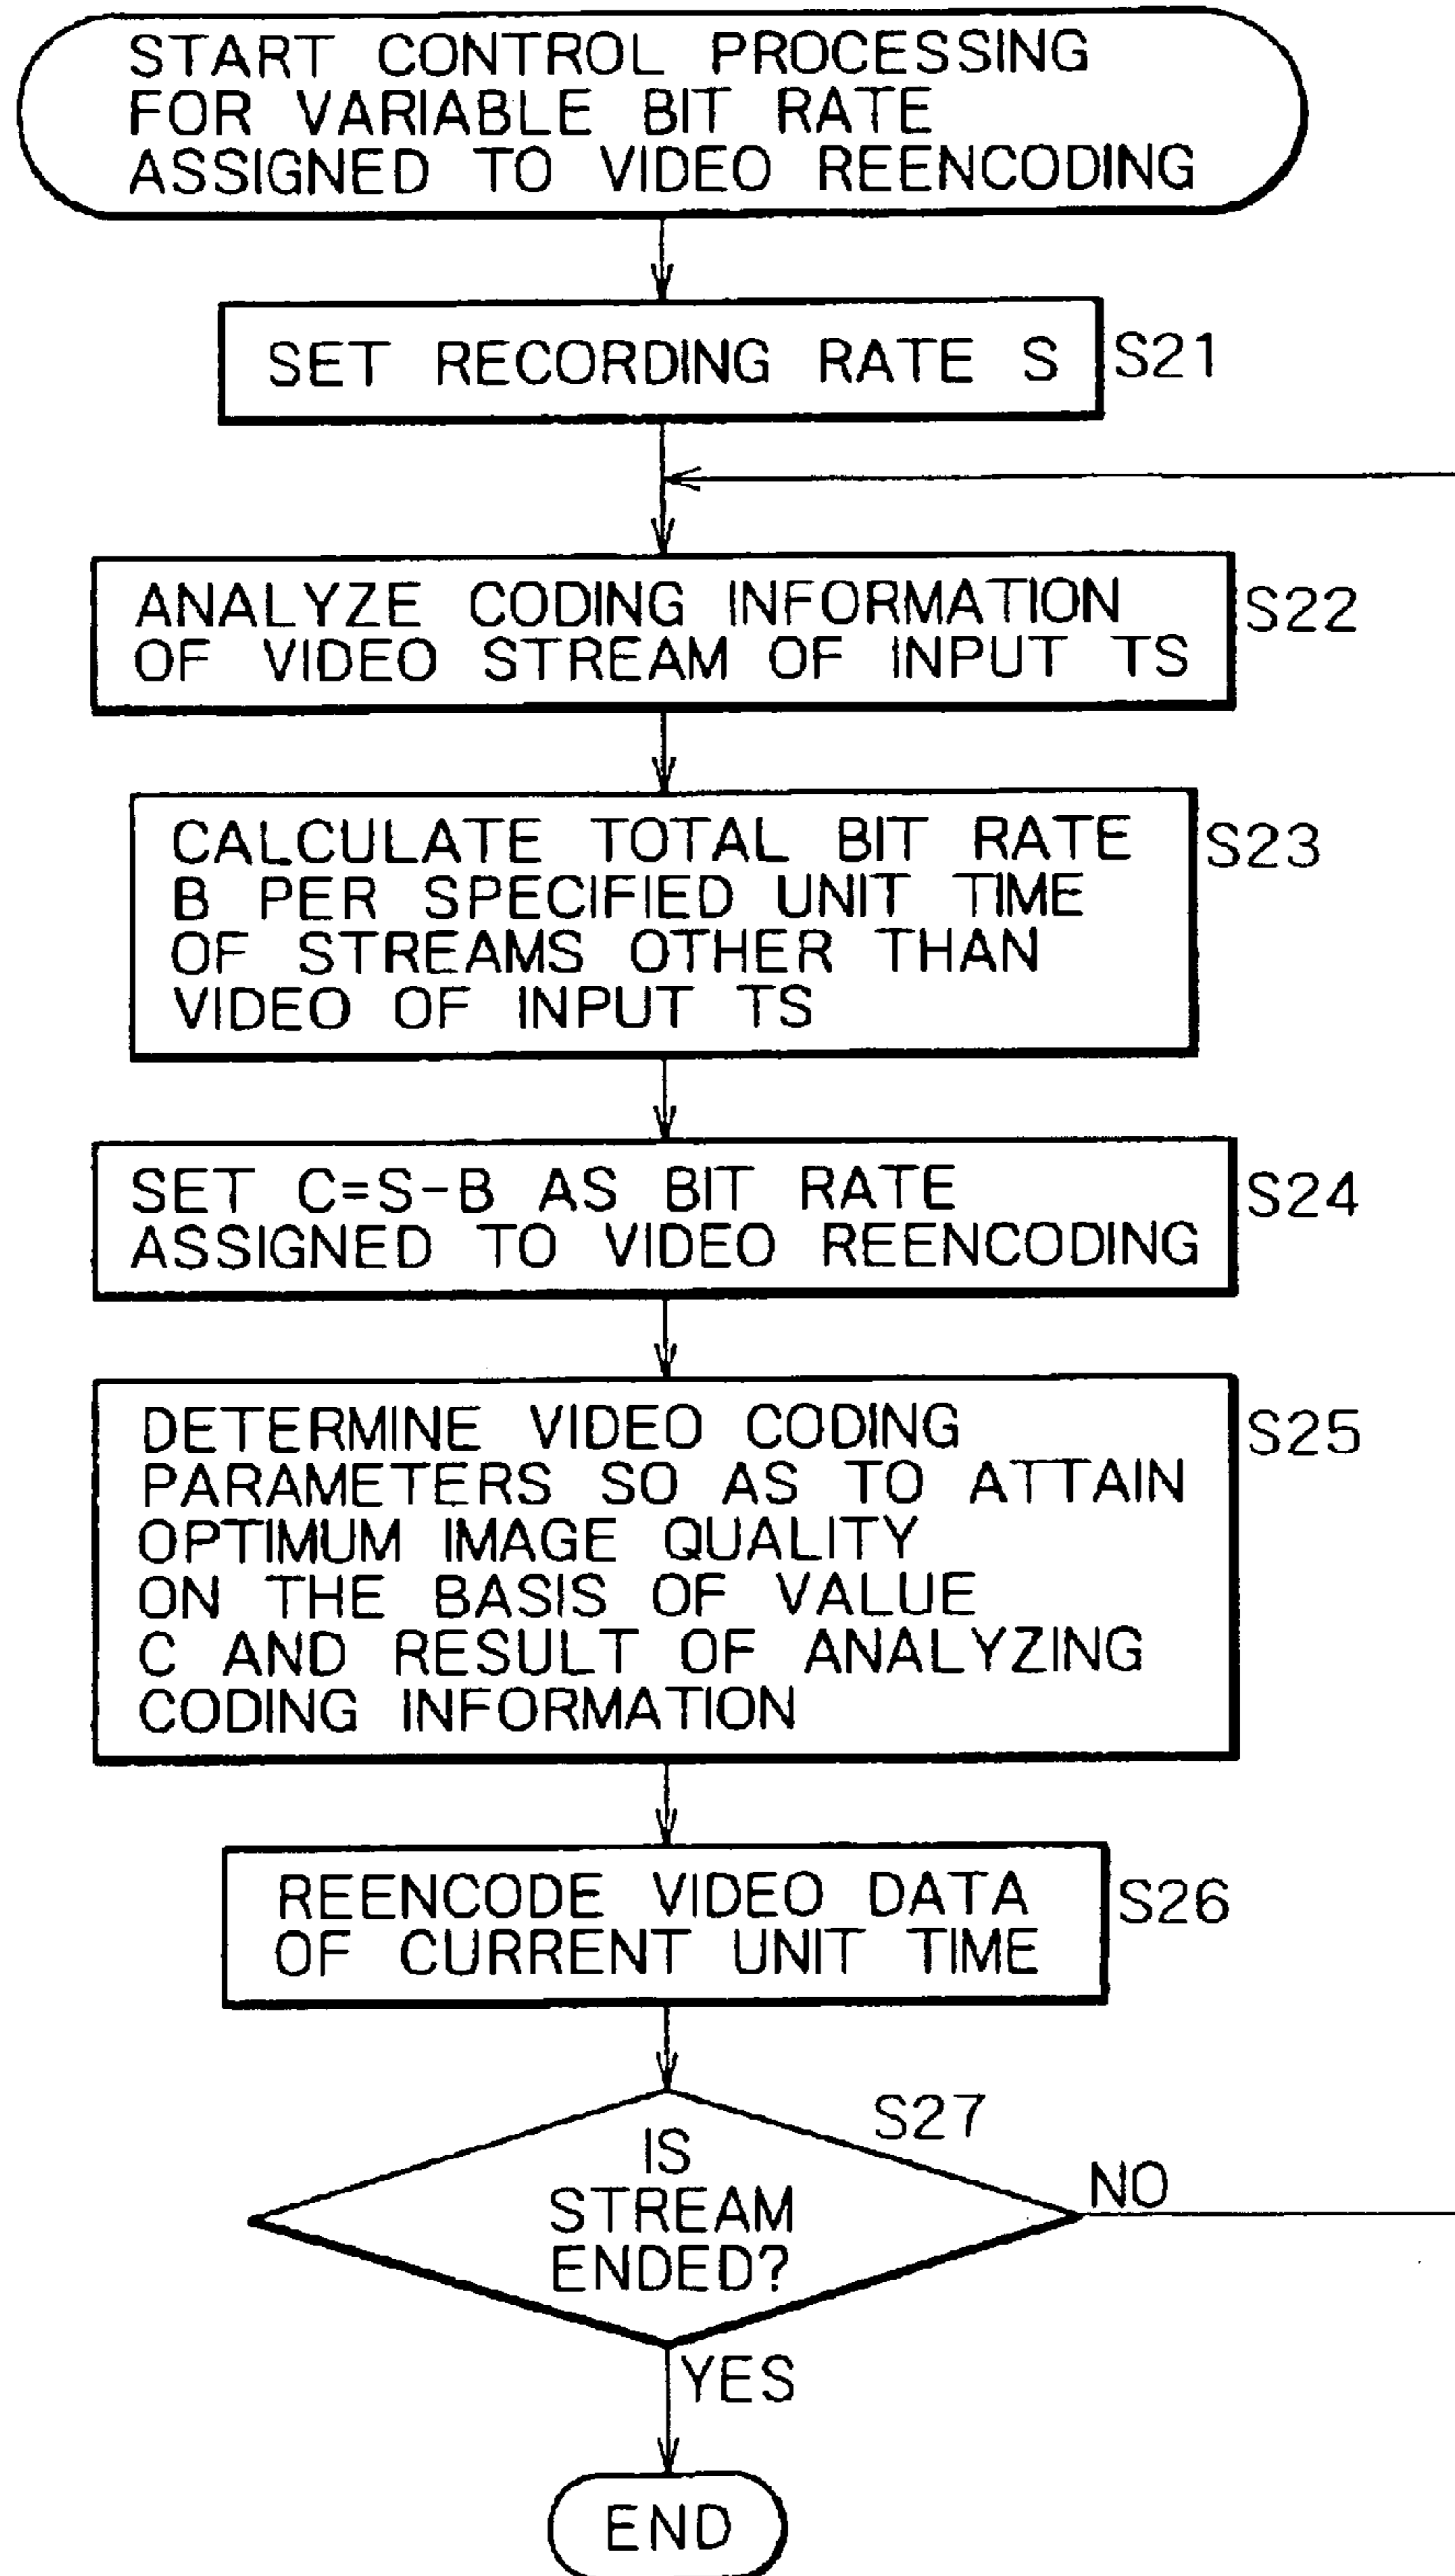 START CONTROL PROCESSING
FOR VARIABLE BIT RATE
ASSIGNED TO VIDEO REENCODING
SET RECORDING RATE S
S21
ANALYZE CODING INFORMATION
OF VIDEO STREAM OF INPUT TS
S22
CALCULATE TOTAL BIT RATE
B PER SPECIFIED UNIT TIME
OF STREAMS OTHER THAN
VIDEO OF INPUT TS
S23
SET C=S-B AS BIT RATE
ASSIGNED TO VIDEO REENCODING
S24
DETERMINE VIDEO CODING
PARAMETERS SO AS TO ATTAIN
OPTIMUM IMAGE QUALITY
ON THE BASIS OF VALUE
C AND RESULT OF ANALYZING
CODING INFORMATION
S25
REENCODE VIDEO DATA
OF CURRENT UNIT TIME
S26
S27
IS
STREAM
ENDED?
NO
YES
END